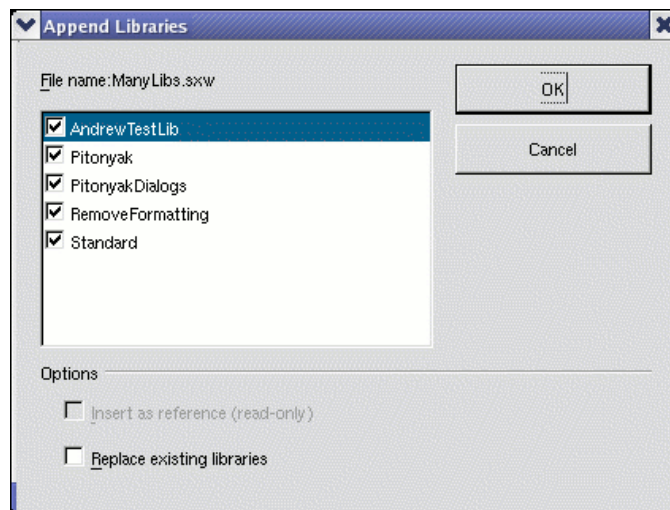 Append Libraries
File name:ManyLibs.sxw
OK
AndrewTestLib
Cancel
Pitonyak
PitonyakDialogs
RemoveFormatting
Standard
Options
Insert as reference (read-only)
Replace existing libraries